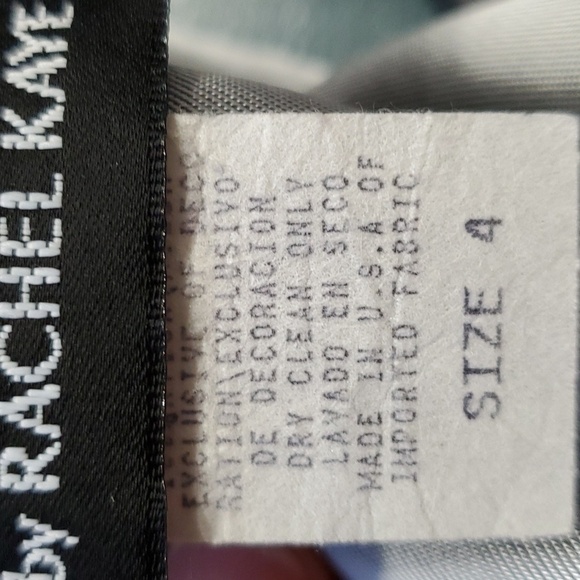 by RACHEL KAYE
EXCLUSIVE OF DECO
RATION\EXCLUSIVO
DE DECORACION
DRY CLEAN ONLY
LAVADO EN SECO
MADE IN U.S.A OF
IMPORTED FABRIC
SIZE 4